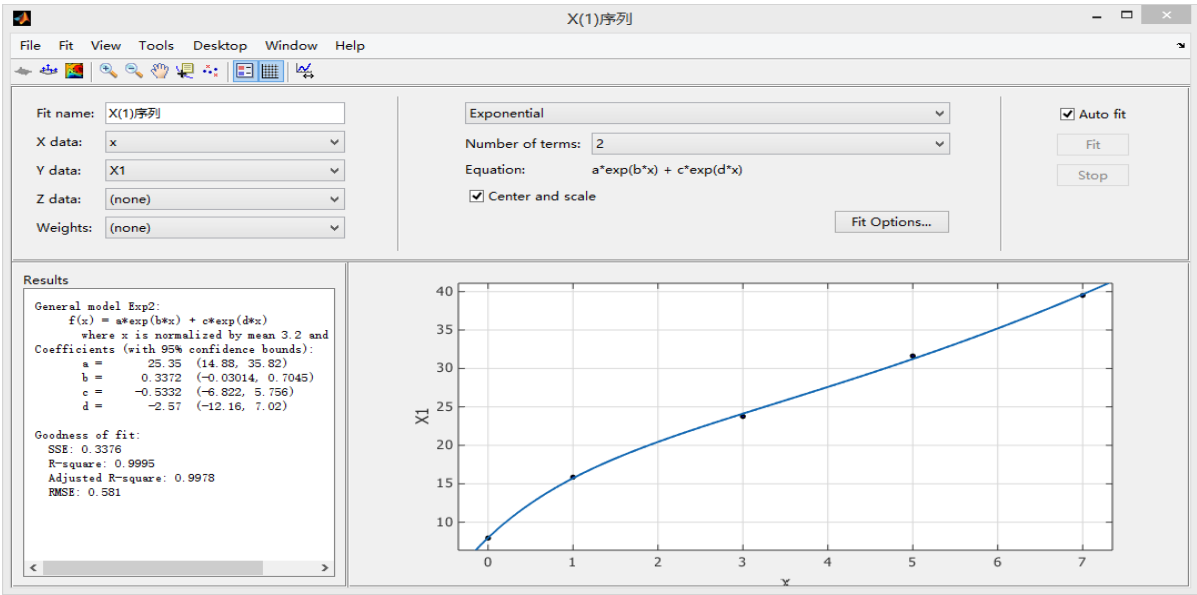 X(1)序列
File Fit View Tools Desktop Window Help
Fit name: X(1)序列
X data: x
Y data: X1
Z data: (none)
Weights: (none)
Exponential
Number of terms: 2
Equation: a*exp(b*x) + c*exp(d*x)
Center and scale
Fit Options...
Auto fit
Fit
Stop
Results
General model Exp2:
f(x) = a*exp(b*x) + c*exp(d*x)
where x is normalized by mean 3.2 and
Coefficients (with 95% confidence bounds):
a = 25.35 (14.88, 35.82)
b = 0.3372 (-0.03014, 0.7045)
c = -0.5332 (-6.822, 5.756)
d = -2.57 (-12.16, 7.02)
Goodness of fit:
SSE: 0.3376
R-square: 0.9995
Adjusted R-square: 0.9978
RMSE: 0.581
40
35
30
25
20
15
10
X1
0 1 2 3 4 5 6 7
x